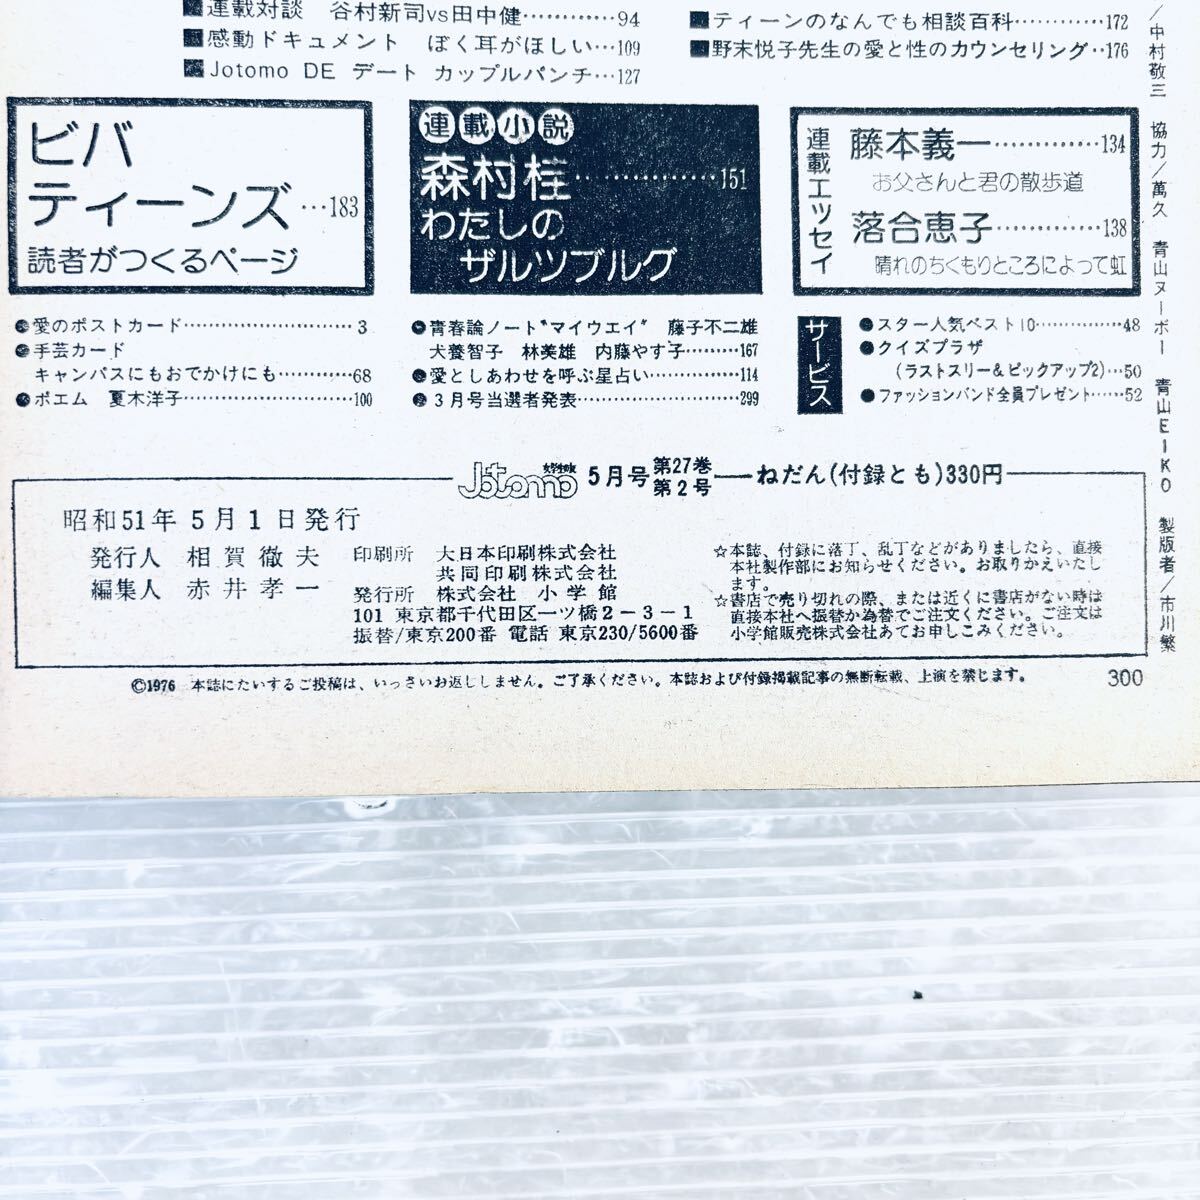 ■連載対談 谷村新司vs田中健…………94
■感動ドキュメント ぼく耳がほしい…109
■Jotomo DE デート カップルパンチ…127
■ティーンのなんでも相談百科…………172
■野末悦子先生の愛と性のカウンセリング‥176
ビバ
ティーンズ…183
読者がつくるページ
連載小説
森村桂……………151
わたしの
ザルツブルグ
連載エッセイ
藤本義一……………134
お父さんと君の散歩道
落合恵子……………138
晴れのちくもりところによって虹
●愛のポストカード……………………3
●手芸カード
キャンパスにもおでかけにも…………68
●ポエム 夏木洋子……………………100
●青春論ノート〝マイウエイ〟 藤子不二雄
犬養智子 林美雄 内藤やす子………167
●愛としあわせを呼ぶ星占い…………114
●3月号当選者発表……………………299
サービス
●スター人気ベスト10……………48
●クイズプラザ
(ラストスリー&ピックアップ2)…50
●ファッションバンド全員プレゼント……52
／中村敬三 協力／萬久 青山ヌーボー 青山EIKO 製版者／市川繁
Jotomo 女学生の友 5月号 第27巻 第2号 ねだん(付録とも)330円
昭和51年5月1日発行
発行人 相賀徹夫
編集人 赤井孝一
印刷所 大日本印刷株式会社
共同印刷株式会社
発行所 株式会社 小学館
101 東京都千代田区一ツ橋2－3－1
振替/東京200番 電話 東京230/5600番
☆本誌、付録に落丁、乱丁などがありましたら、直接
本社製作部にお知らせください。お取りかえいたし
ます。
☆書店で売り切れの際、または近くに書店がない時は
直接本社へ振替か為替でご注文ください。ご注文は
小学館販売株式会社あてお申しこみください。
©1976 本誌にたいするご投稿は、いっさいお返ししません。ご了承ください。本誌および付録掲載記事の無断転載、上演を禁じます。
300